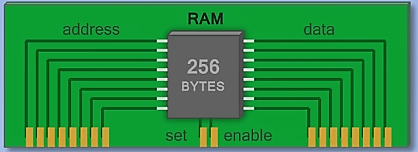 RAM
address
data
256
BYTES
set
enable